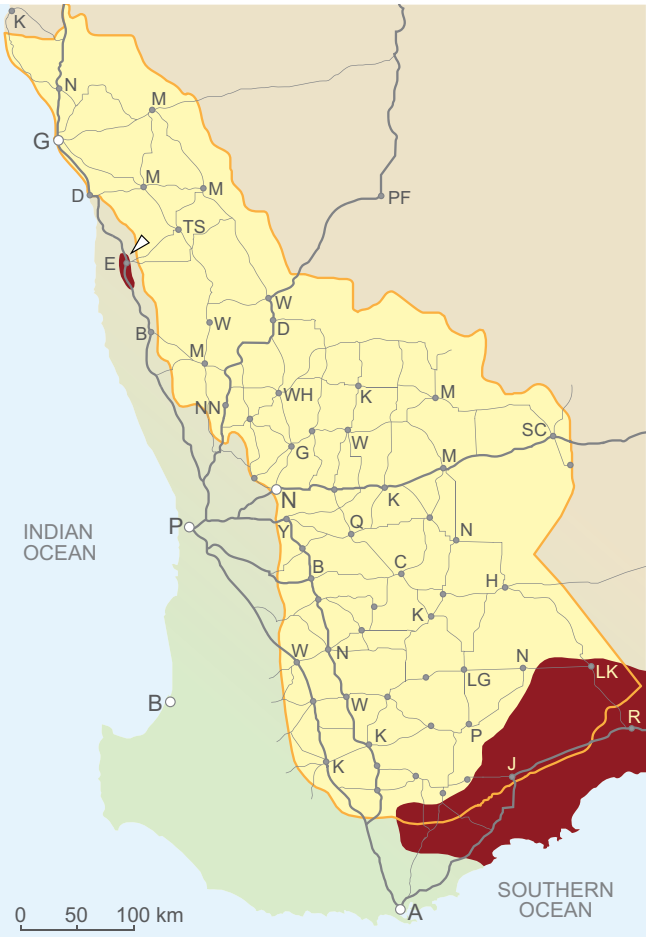 K
N
M
G
M
M
D
PF
TS
E
W
W
D
B
M
WH
K
M
NN
SC
W
G
M
N
K
P
Y
Q
N
INDIAN
OCEAN
B
C
H
K
W
N
N
LK
LG
B
W
R
P
K
K
J
SOUTHERN
OCEAN
A
0 50 100 km